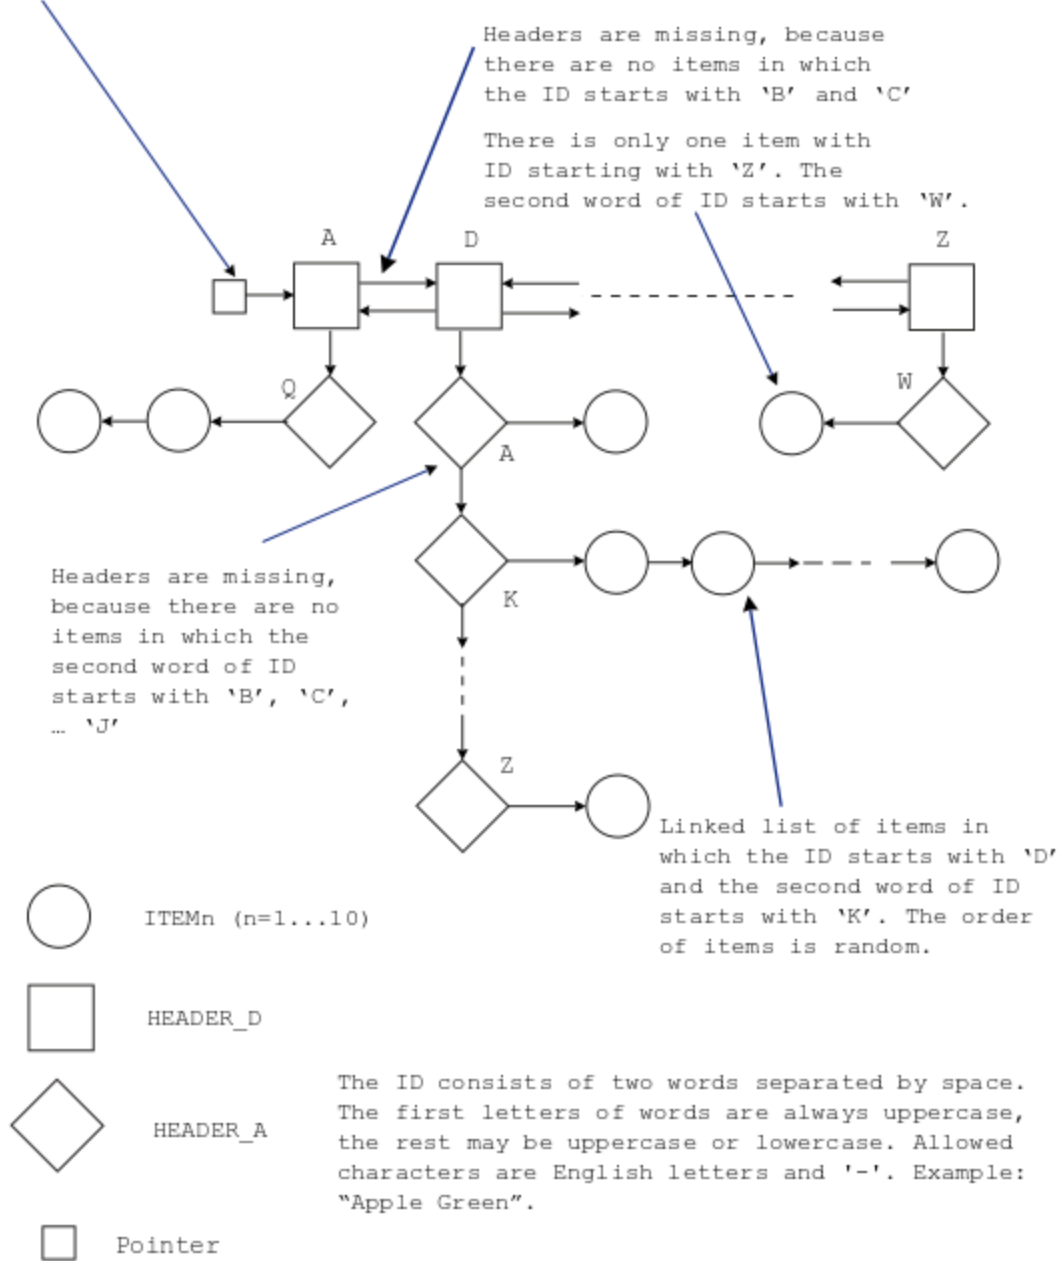 Headers are missing, because
there are no items in which
the ID starts with ‘B’ and ‘C’
There is only one item with
ID starting with ‘Z’. The
second word of ID starts with ‘W’.
A
D
Z
Q
W
A
K
Headers are missing,
because there are no
items in which the
second word of ID
starts with ‘B’, ‘C’,
… ‘J’
Z
Linked list of items in
which the ID starts with ‘D’
and the second word of ID
starts with ‘K’. The order
of items is random.
ITEMn (n=1...10)
HEADER_D
HEADER_A
The ID consists of two words separated by space.
The first letters of words are always uppercase,
the rest may be uppercase or lowercase. Allowed
characters are English letters and '-'. Example:
“Apple Green”.
Pointer